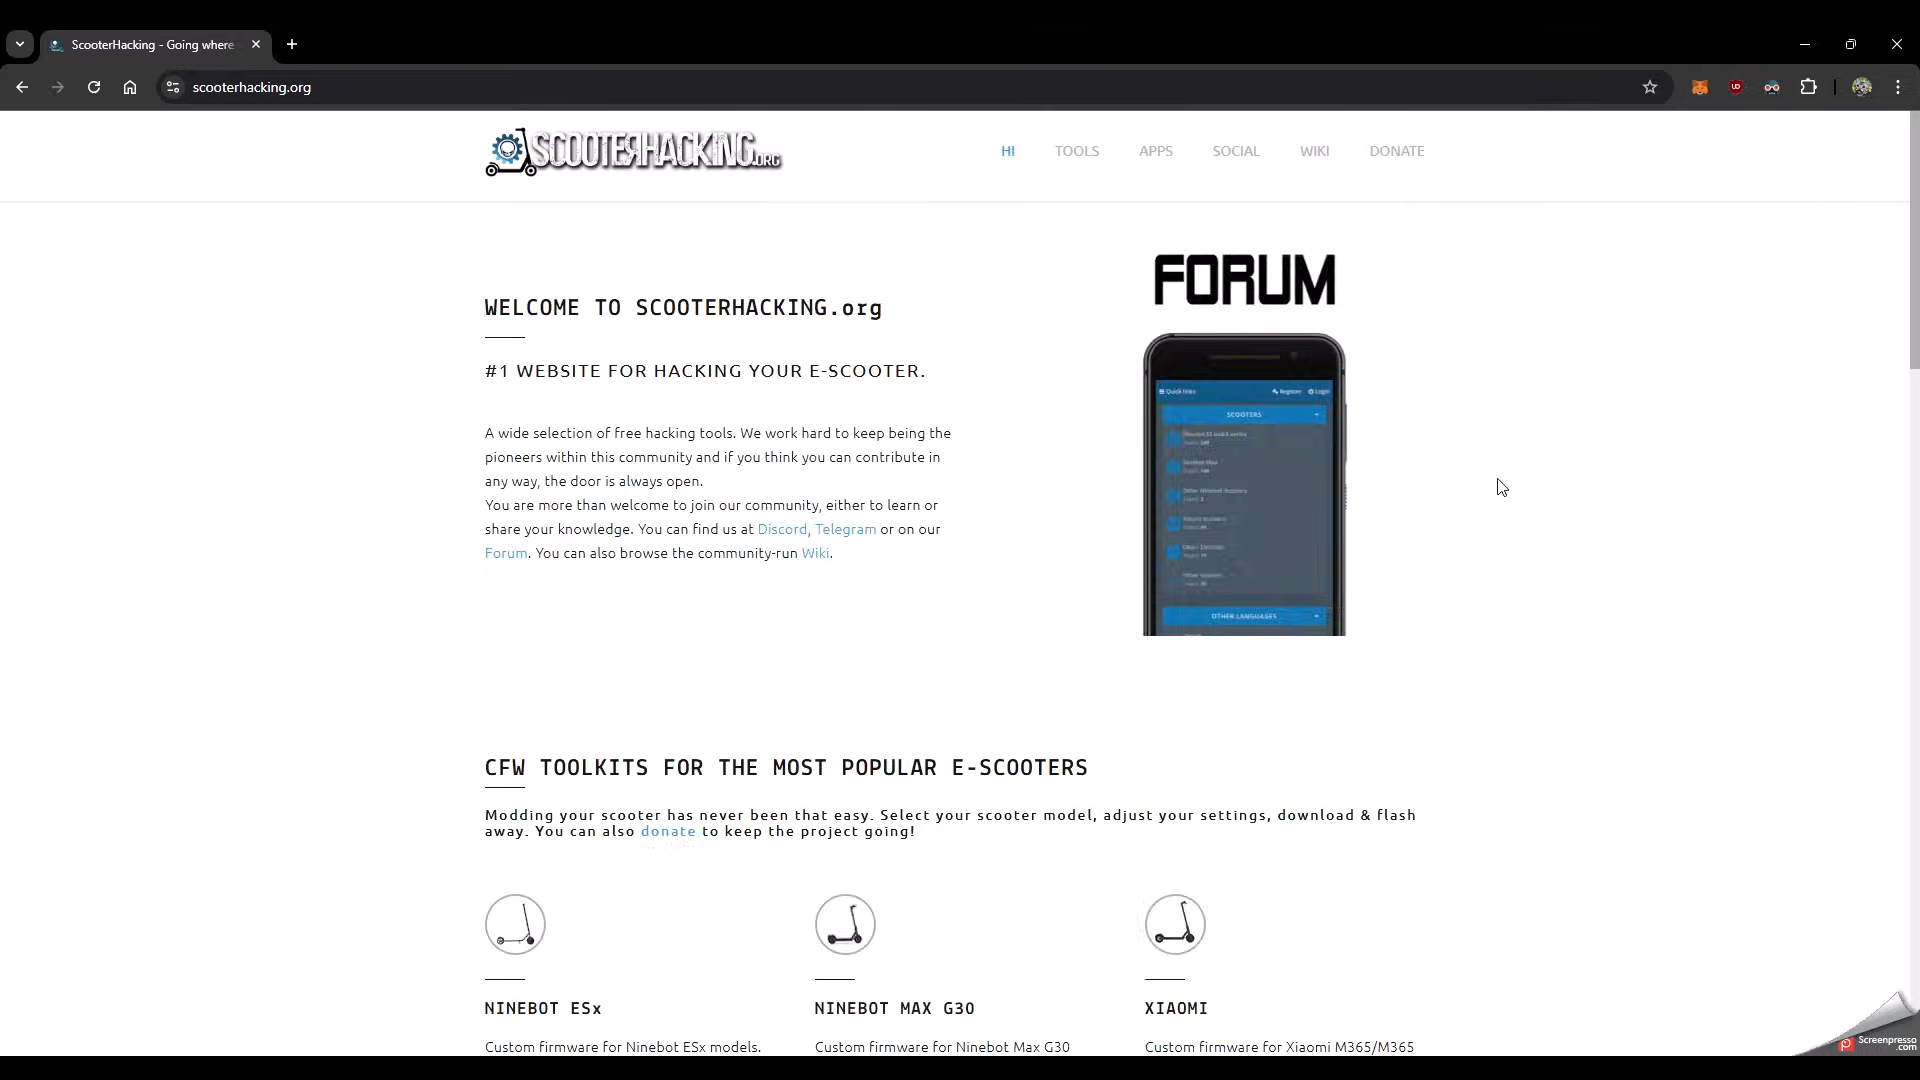 ScooterHacking - Going where
scooterhacking.org
SCOOTERHACKING.ORG
HI
TOOLS
APPS
SOCIAL
WIKI
DONATE
FORUM
WELCOME TO SCOOTERHACKING.org
#1 WEBSITE FOR HACKING YOUR E-SCOOTER.
A wide selection of free hacking tools. We work hard to keep being the
pioneers within this community and if you think you can contribute in
any way, the door is always open.
You are more than welcome to join our community, either to learn or
share your knowledge. You can find us at Discord, Telegram or on our
Forum. You can also browse the community-run Wiki.
Quick links
Register
Login
SCOOTERS
OTHER LANGUAGES
CFW TOOLKITS FOR THE MOST POPULAR E-SCOOTERS
Modding your scooter has never been that easy. Select your scooter model, adjust your settings, download & flash
away. You can also donate to keep the project going!
NINEBOT ESx
NINEBOT MAX G30
XIAOMI
Custom firmware for Ninebot ESx models.
Custom firmware for Ninebot Max G30
Custom firmware for Xiaomi M365/M365
Screenpresso
.com